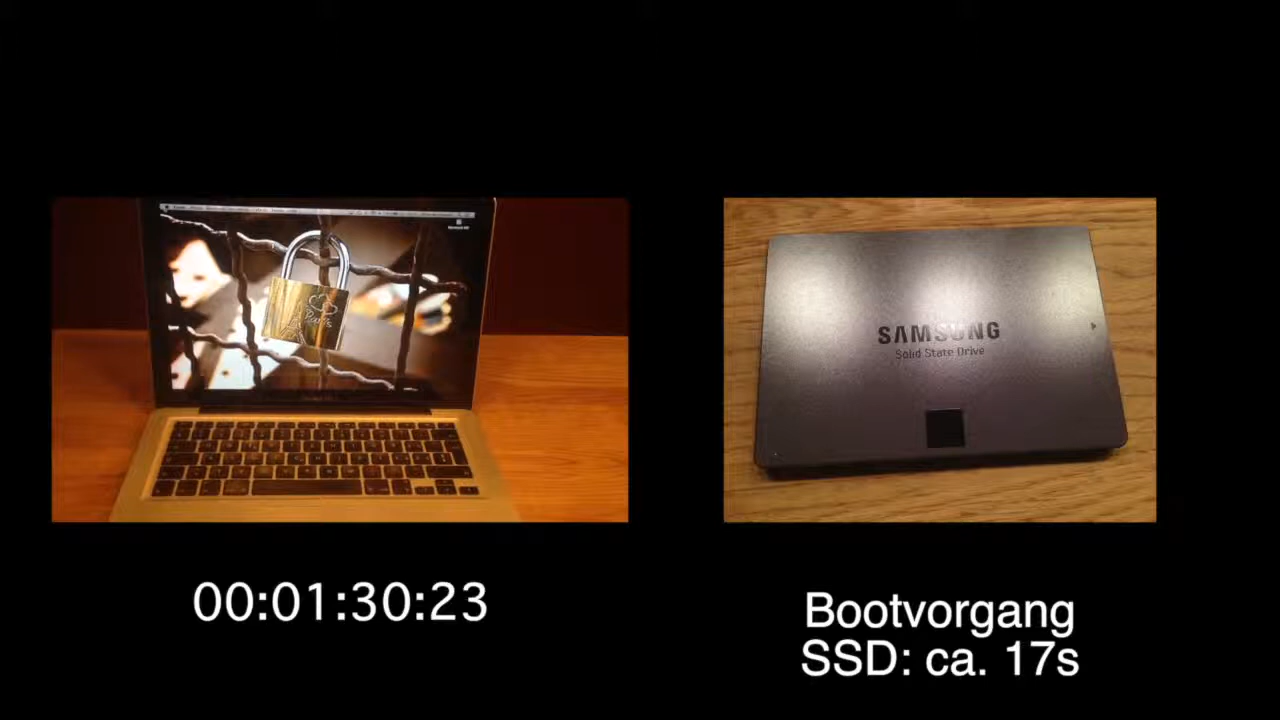 SAMSUNG
Solid State Drive
00:01:30:23
Bootvorgang
SSD: ca. 17s